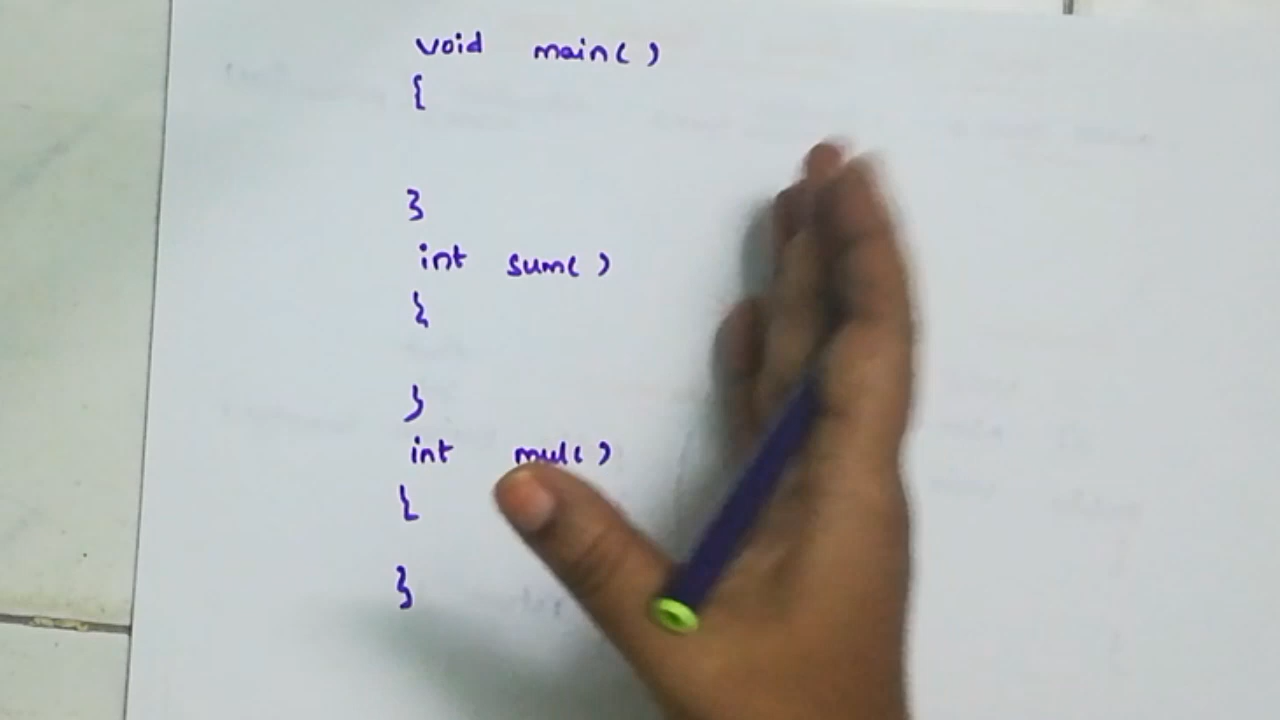 void main( )
{
}
int sum( )
{
}
int mul( )
{
}